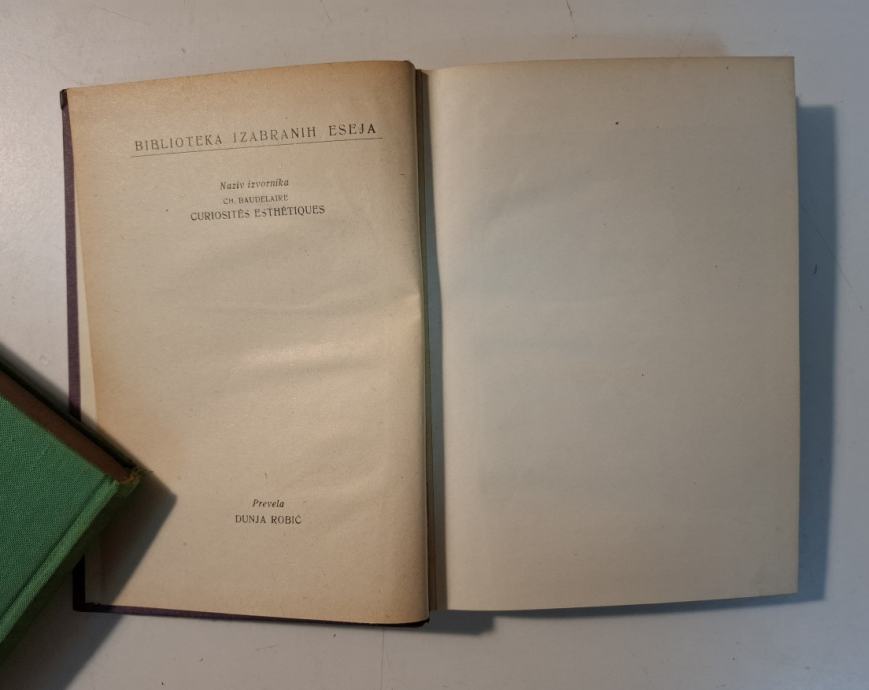 BIBLIOTEKA IZABRANIH ESEJA
Naziv izvornika
CH. BAUDELAIRE
CURIOSITÉS ESTHÉTIQUES
Prevela
DUNJA ROBIĆ